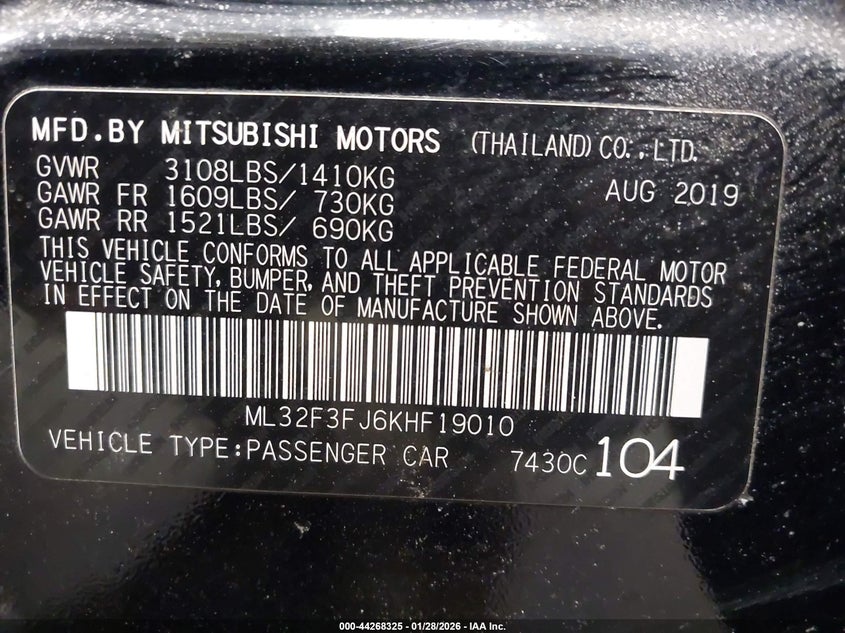 MFD.BY MITSUBISHI MOTORS (THAILAND) CO.,LTD.
GVWR 3108LBS/1410KG
AUG 2019
GAWR FR 1609LBS/ 730KG
GAWR RR 1521LBS/ 690KG
THIS VEHICLE CONFORMS TO ALL APPLICABLE FEDERAL MOTOR
VEHICLE SAFETY, BUMPER, AND THEFT PREVENTION STANDARDS
IN EFFECT ON THE DATE OF MANUFACTURE SHOWN ABOVE.
ML32F3FJ6KHF19010
VEHICLE TYPE:PASSENGER CAR 7430C 104
000-44268325 - 01/28/2026 - IAA Inc.